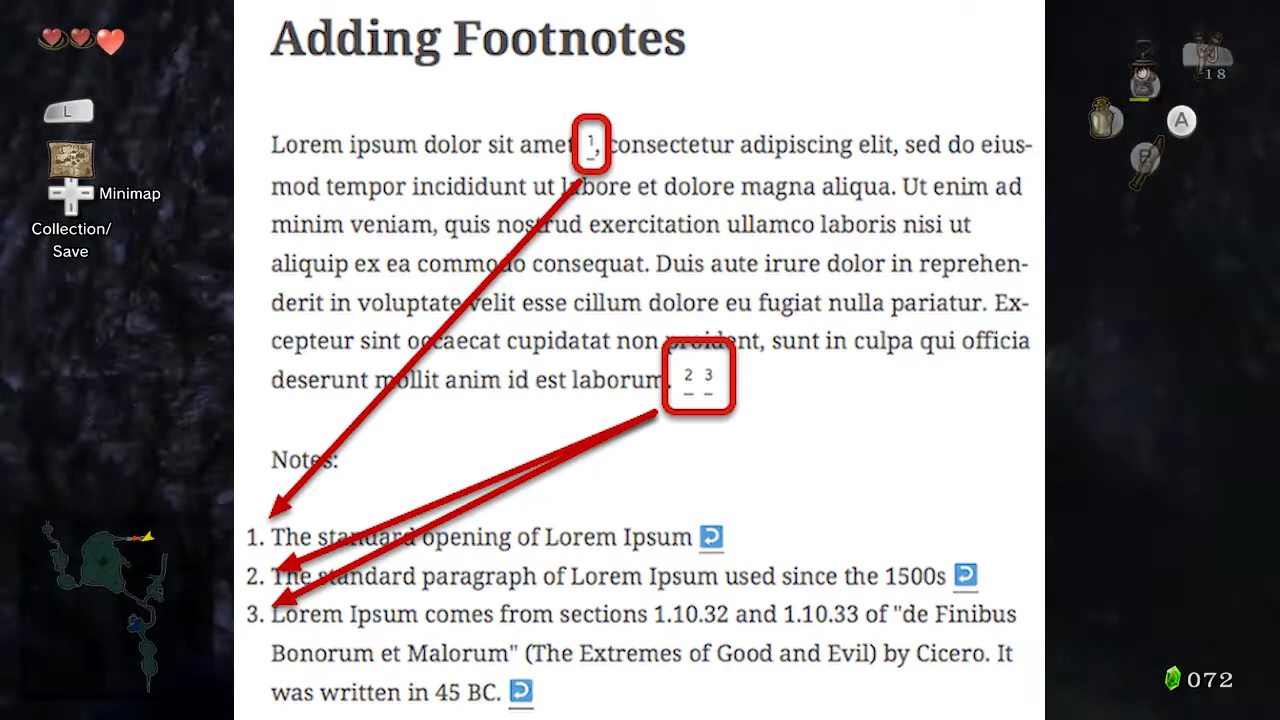 Adding Footnotes
Lorem ipsum dolor sit amet 1, consectetur adipiscing elit, sed do eius-
mod tempor incididunt ut labore et dolore magna aliqua. Ut enim ad
minim veniam, quis nostrud exercitation ullamco laboris nisi ut
aliquip ex ea commodo consequat. Duis aute irure dolor in reprehen-
derit in voluptate velit esse cillum dolore eu fugiat nulla pariatur. Ex-
cepteur sint occaecat cupidatat non proident, sunt in culpa qui officia
deserunt mollit anim id est laborum. 2 3
Notes:
1. The standard opening of Lorem Ipsum
2. The standard paragraph of Lorem Ipsum used since the 1500s
3. Lorem Ipsum comes from sections 1.10.32 and 1.10.33 of "de Finibus
Bonorum et Malorum" (The Extremes of Good and Evil) by Cicero. It
was written in 45 BC.
L
Minimap
Collection/
Save
18
A
B
072